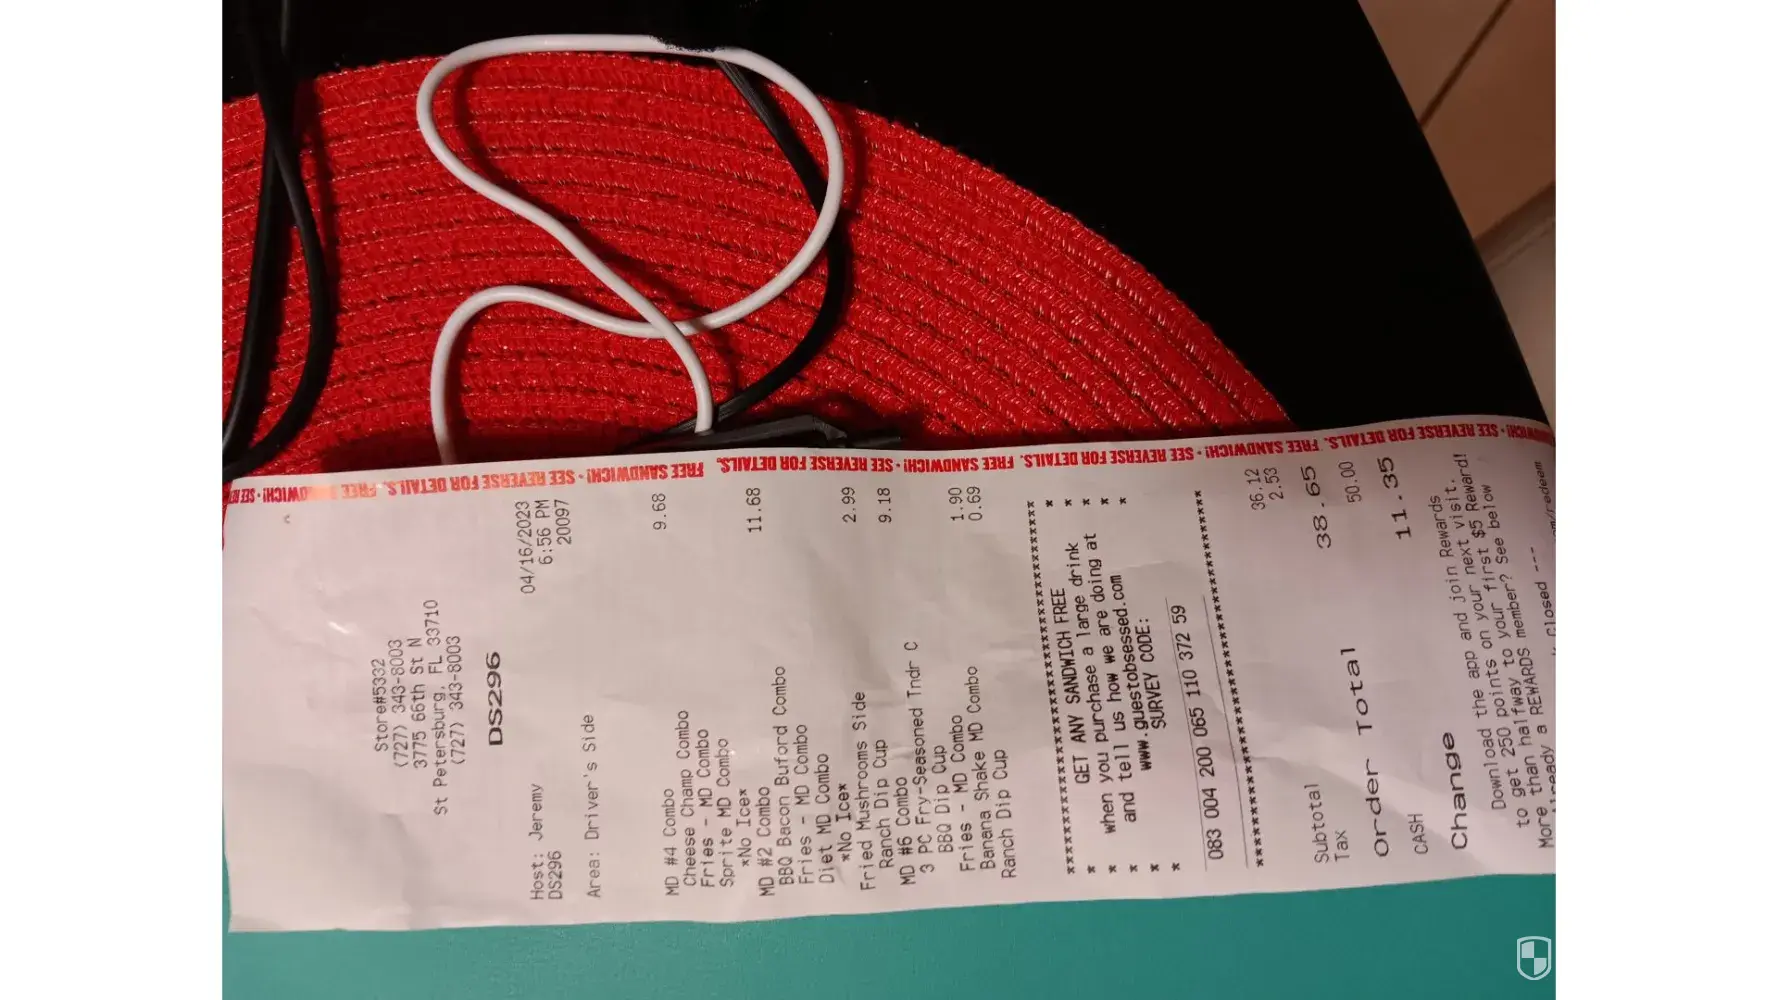 FREE SANDWICH! · SEE REVERSE FOR DETAILS. FREE SANDWICH! · SEE REVERSE FOR DETAILS. FREE SANDWICH! · SEE REVERSE FOR DETAILS. FREE SANDWICH! · SEE REVERSE FOR DETAILS.
Store#5332
(727) 343-8003
3775 66th St N
St Petersburg, FL 33710
(727) 343-8003
DS296
04/16/2023
Host: Jeremy 6:56 PM
DS296 20097
Area: Driver's Side
MD #4 Combo 9.68
Cheese Champ Combo
Fries - MD Combo
Sprite MD Combo
*No Ice*
MD #2 Combo 11.68
BBQ Bacon Buford Combo
Fries - MD Combo
Diet MD Combo
*No Ice*
Fried Mushrooms Side 2.99
Ranch Dip Cup
MD #6 Combo 9.18
3 PC Fry-Seasoned Tndr C
BBQ Dip Cup
Fries - MD Combo
Banana Shake MD Combo 1.90
Ranch Dip Cup 0.69
************************************
* GET ANY SANDWICH FREE *
* when you purchase a large drink *
* and tell us how we are doing at *
* www.guestobsessed.com *
* SURVEY CODE: *
083 004 200 065 110 372 59
************************************
Subtotal 36.12
Tax 2.53
Order Total 38.65
CASH 50.00
Change 11.35
Download the app and join Rewards
to get 250 points on your next visit.
More than halfway to your first $5 Reward!
Already a REWARDS member? See below
Closed ---